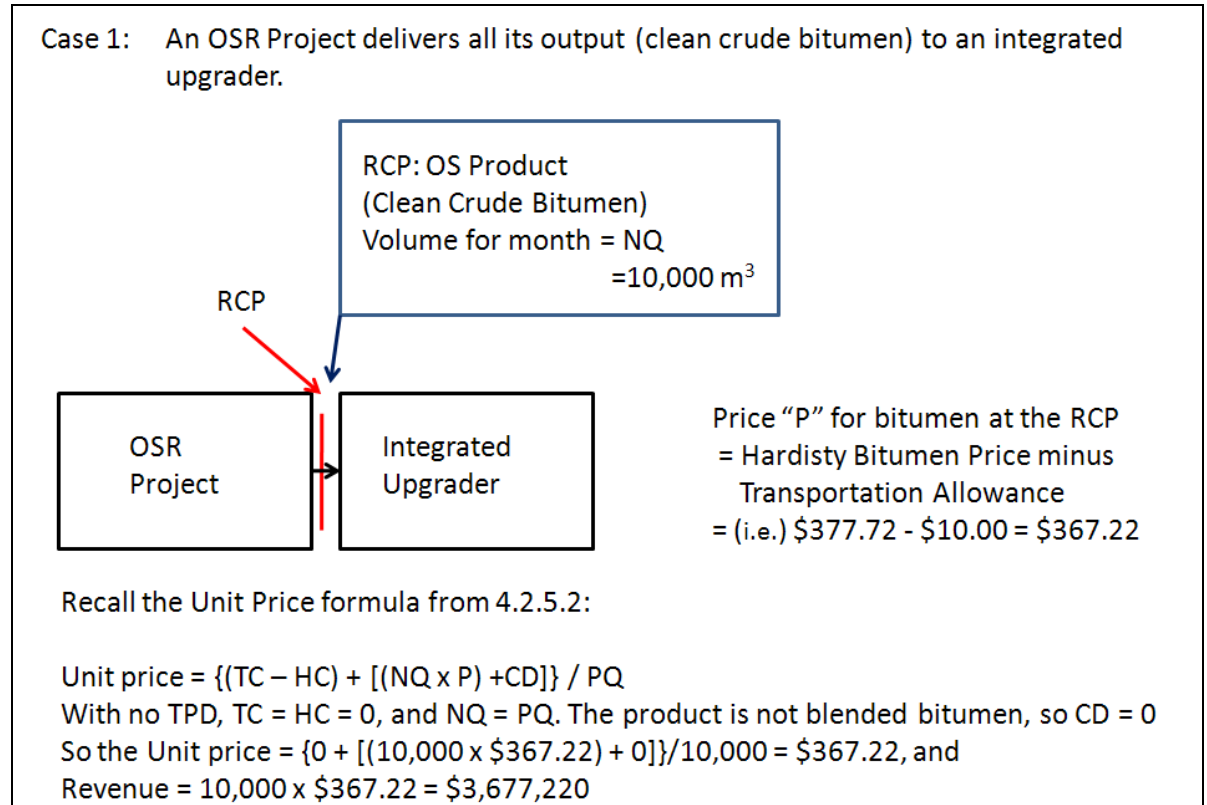 Case 1: An OSR Project delivers all its output (clean crude bitumen) to an integrated
upgrader.
RCP: OS Product
(Clean Crude Bitumen)
Volume for month = NQ
=10,000 m³
RCP
OSR
Project
Integrated
Upgrader
Price “P” for bitumen at the RCP
= Hardisty Bitumen Price minus
Transportation Allowance
= (i.e.) $377.72 - $10.00 = $367.22
Recall the Unit Price formula from 4.2.5.2:
Unit price = {(TC – HC) + [(NQ x P) +CD]} / PQ
With no TPD, TC = HC = 0, and NQ = PQ. The product is not blended bitumen, so CD = 0
So the Unit price = {0 + [(10,000 x $367.22) + 0]}/10,000 = $367.22, and
Revenue = 10,000 x $367.22 = $3,677,220